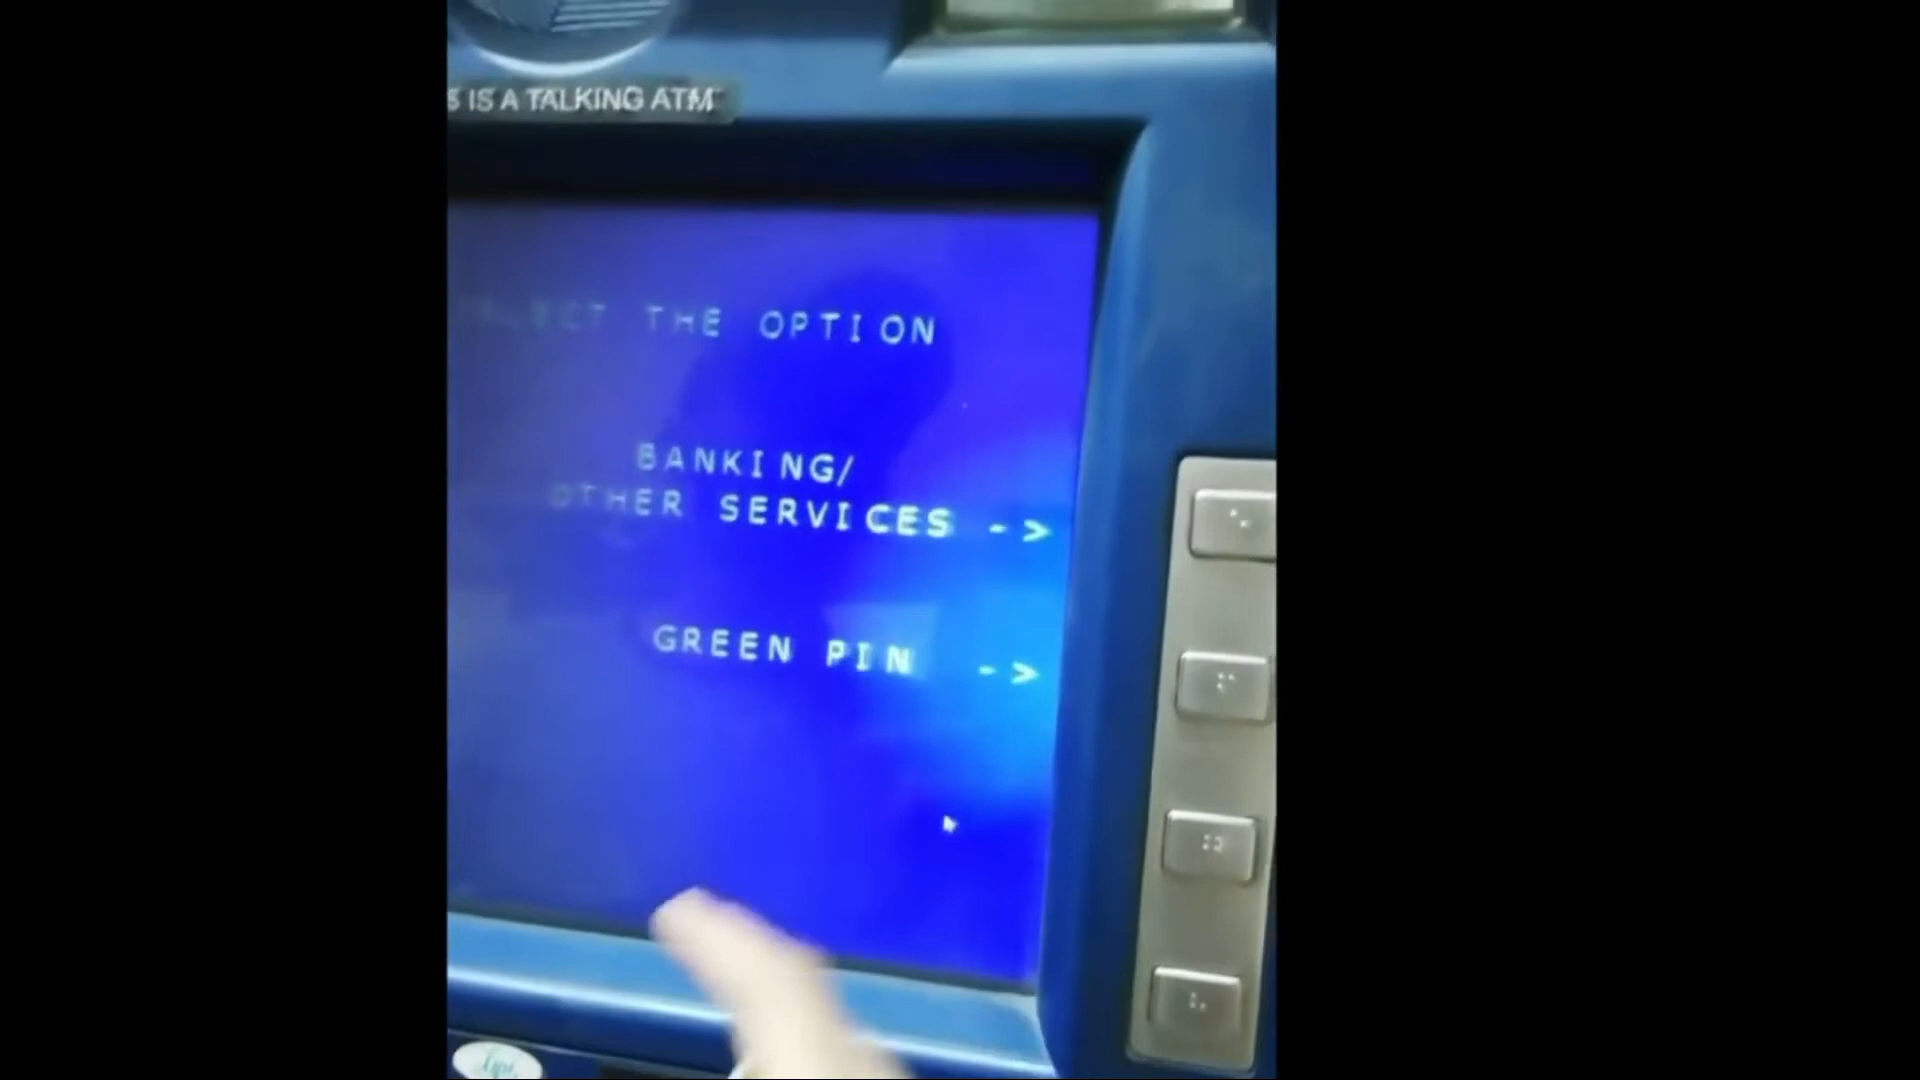 S IS A TALKING ATM
SELECT THE OPTION
BANKING/
OTHER SERVICES ->
GREEN PIN ->